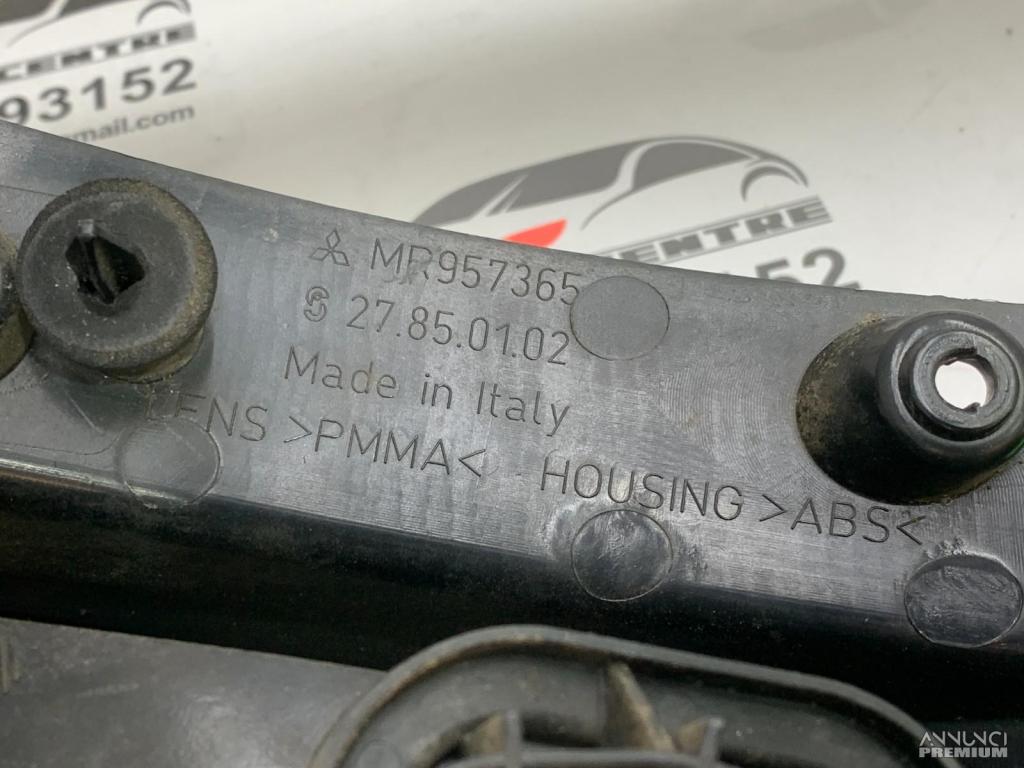 CENTRE
93152
mail.com
ENTRE
52
MR957365
27.85.01.02
Made in Italy
LENS >PMMA< HOUSING >ABS<
ANNUNCI
PREMIUM